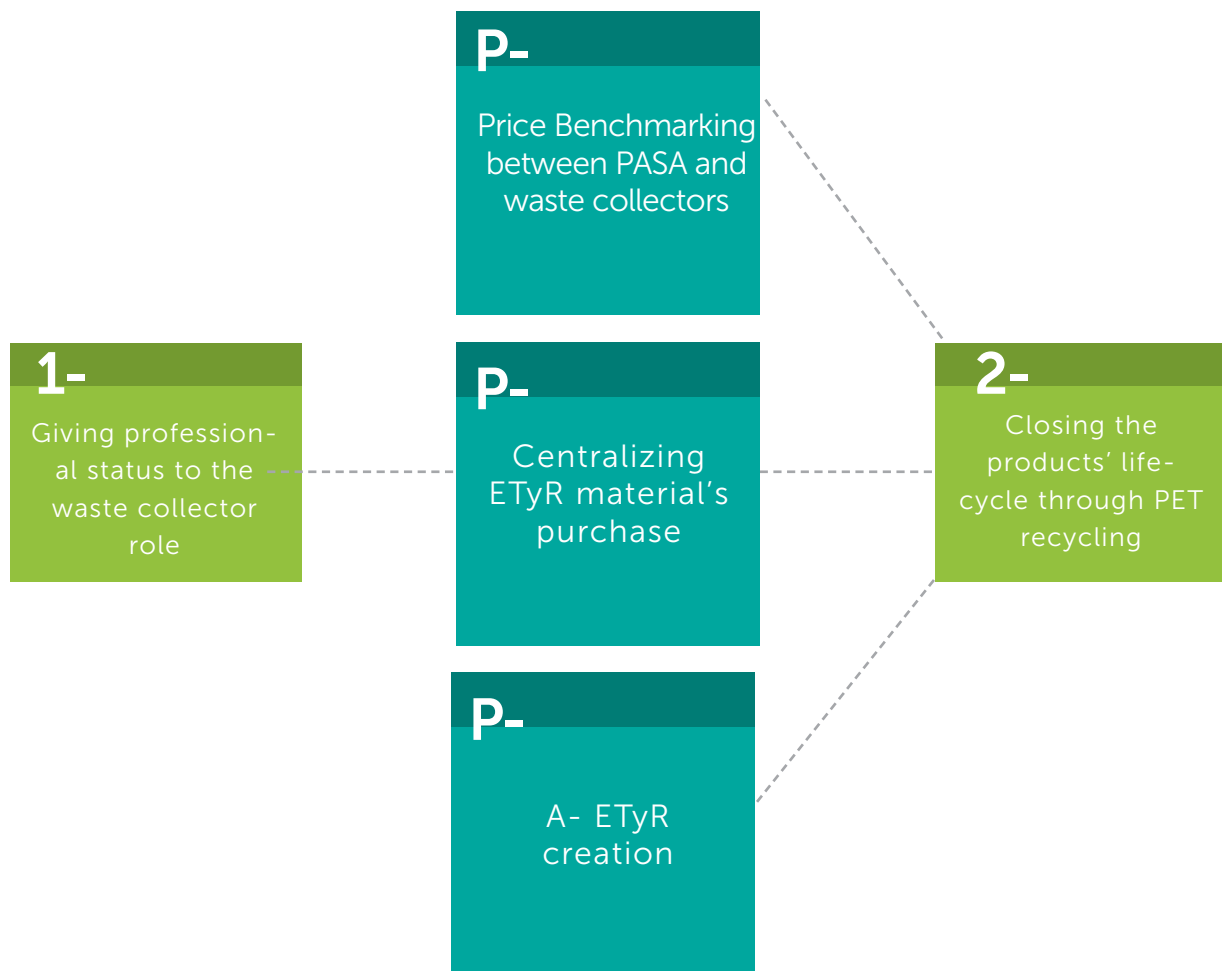 P-
Price Benchmarking
between PASA and
waste collectors
1-
Giving profession-
al status to the
waste collector
role
P-
Centralizing
ETyR material's
purchase
2-
Closing the
products' life-
cycle through PET
recycling
P-
A- ETyR
creation